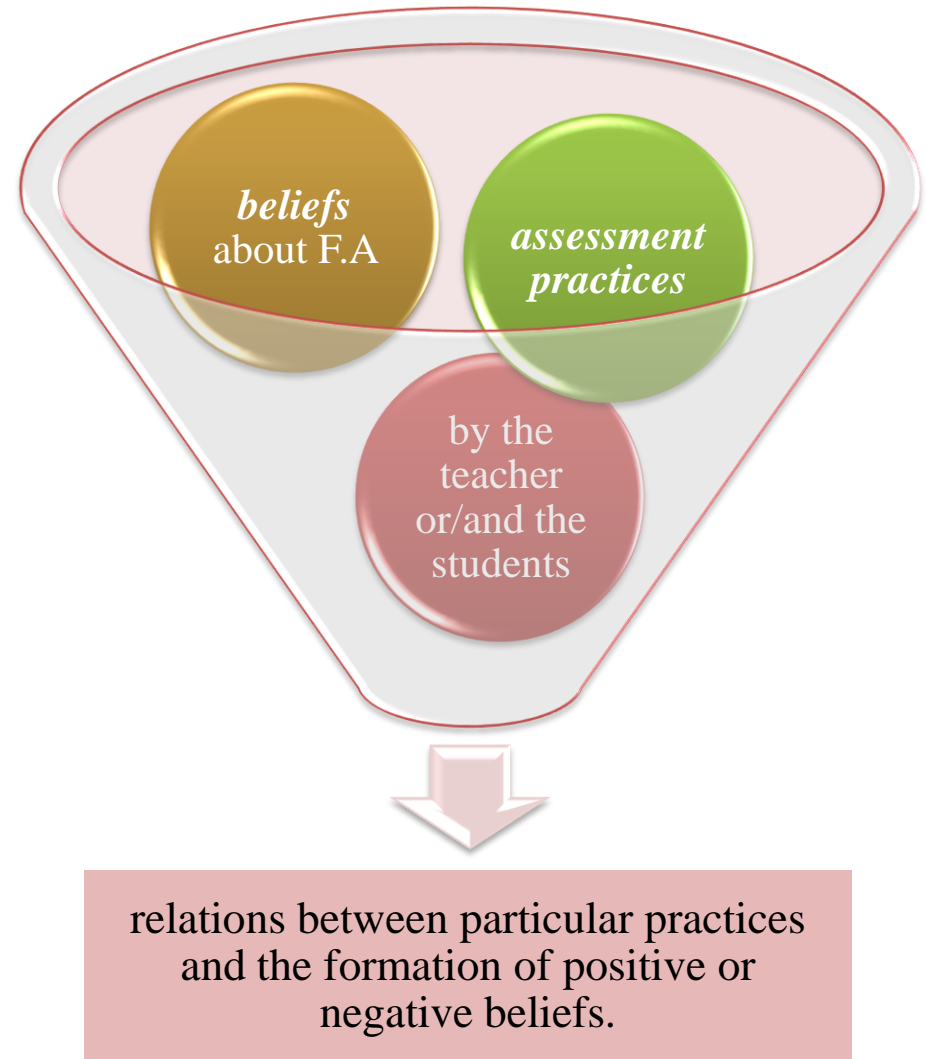 beliefs
about F.A
assessment
practices
by the
teacher
or/and the
students
relations between particular practices
and the formation of positive or
negative beliefs.